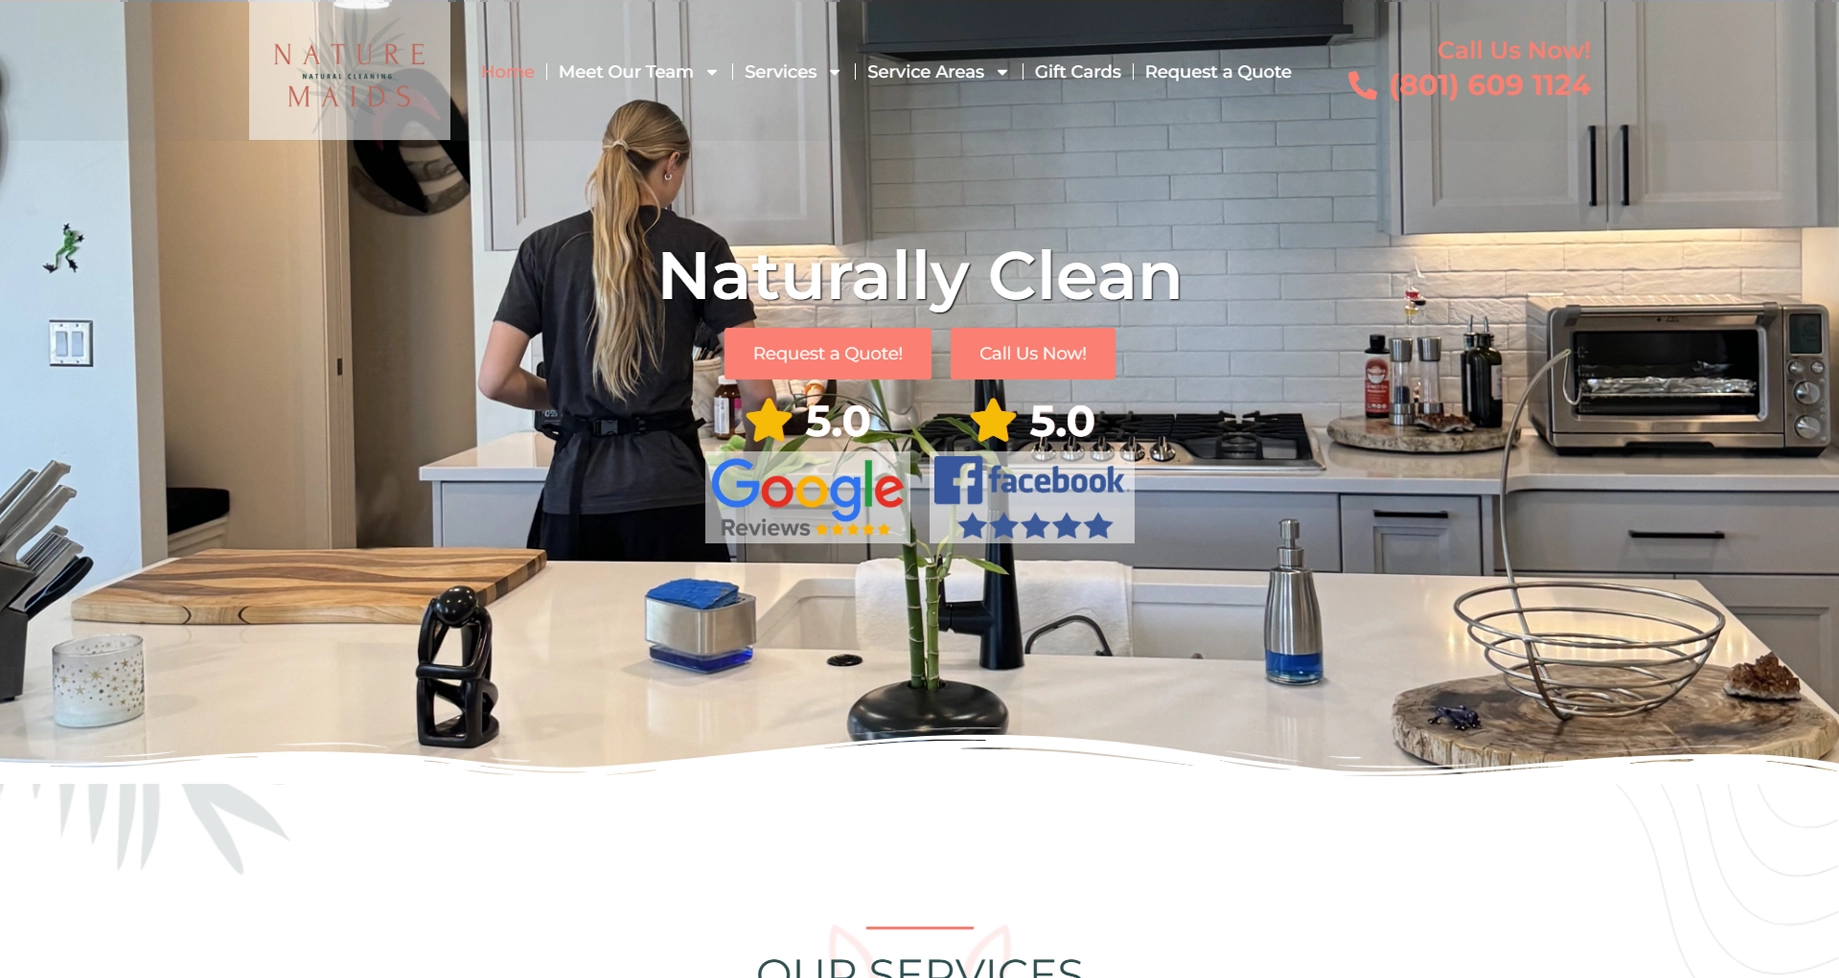 NATURE
NATURAL CLEANING
MAIDS
Home
Meet Our Team
Services
Service Areas
Gift Cards
Request a Quote
Call Us Now!
(801) 609 1124
Naturally Clean
Request a Quote!
Call Us Now!
5.0
5.0
Google
Reviews
facebook
OUR SERVICES